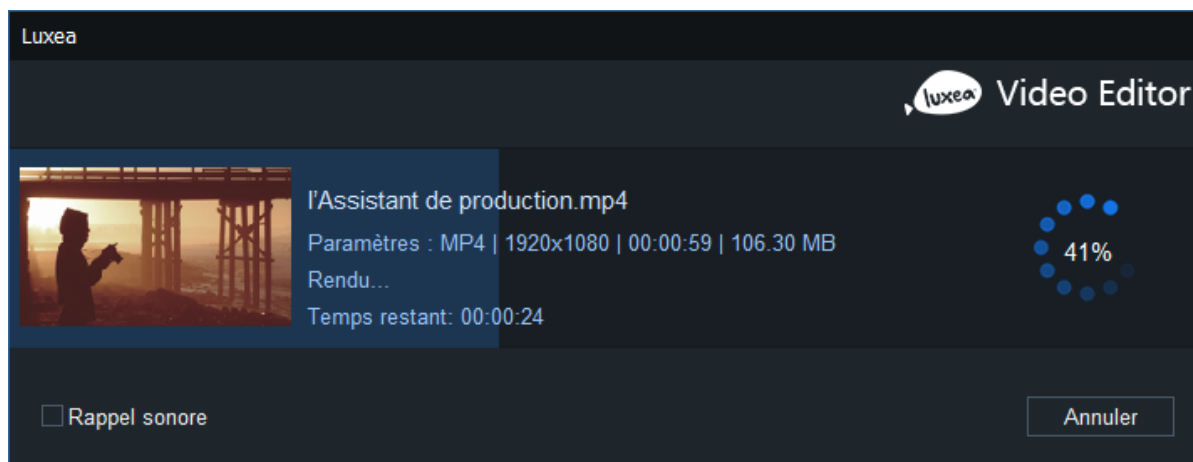 Luxea
luxea Video Editor
l'Assistant de production.mp4
Paramètres : MP4 | 1920x1080 | 00:00:59 | 106.30 MB
Rendu...
41%
Temps restant: 00:00:24
Rappel sonore
Annuler